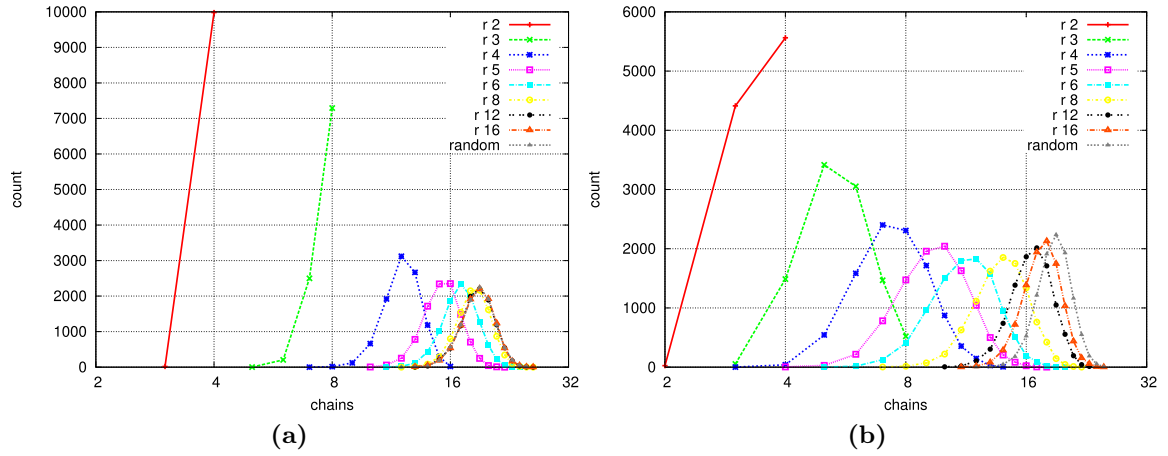 10000
9000
8000
7000
6000
5000
4000
3000
2000
1000
0
count
2 4 8 16 32
chains
r 2
r 3
r 4
r 5
r 6
r 8
r 12
r 16
random
(a)
6000
5000
4000
3000
2000
1000
0
count
2 4 8 16 32
chains
r 2
r 3
r 4
r 5
r 6
r 8
r 12
r 16
random
(b)